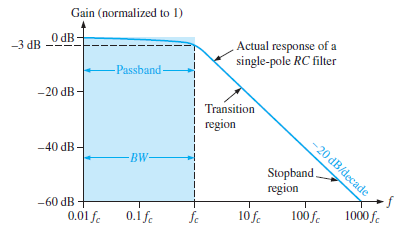 Gain (normalized to 1)
0 dB
–3 dB
Actual response of a
single-pole RC filter
Passband
–20 dB
Transition
region
–40 dB
–20 dB/decade
BW
Stopband
region
–60 dB
f
0.01 fc 0.1 fc fc 10 fc 100 fc 1000 fc